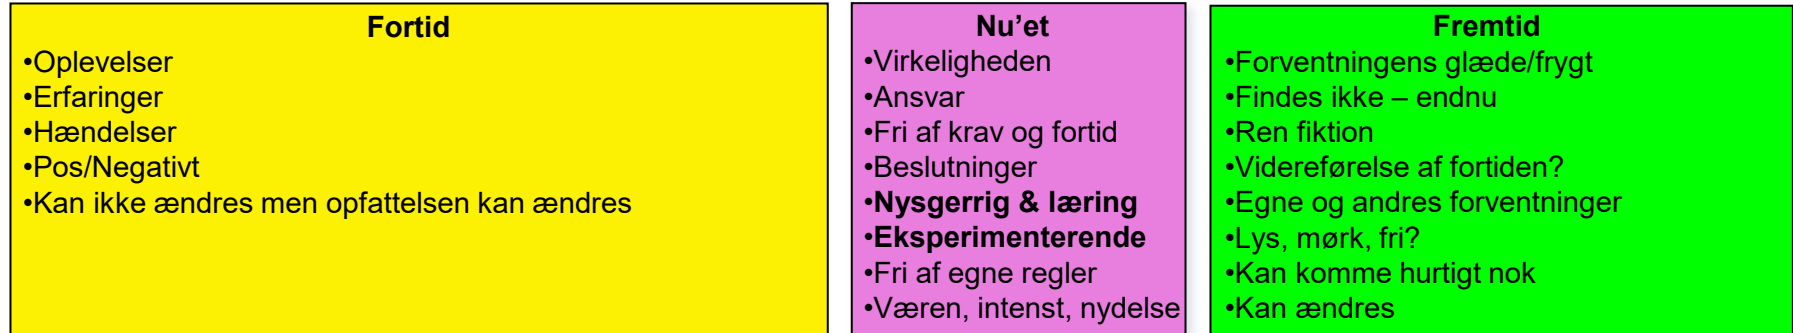 Fortid
•Oplevelser
•Erfaringer
•Hændelser
•Pos/Negativt
•Kan ikke ændres men opfattelsen kan ændres
Nu’et
•Virkeligheden
•Ansvar
•Fri af krav og fortid
•Beslutninger
•Nysgerrig & læring
•Eksperimenterende
•Fri af egne regler
•Væren, intenst, nydelse
Fremtid
•Forventningens glæde/frygt
•Findes ikke – endnu
•Ren fiktion
•Videreførelse af fortiden?
•Egne og andres forventninger
•Lys, mørk, fri?
•Kan komme hurtigt nok
•Kan ændres